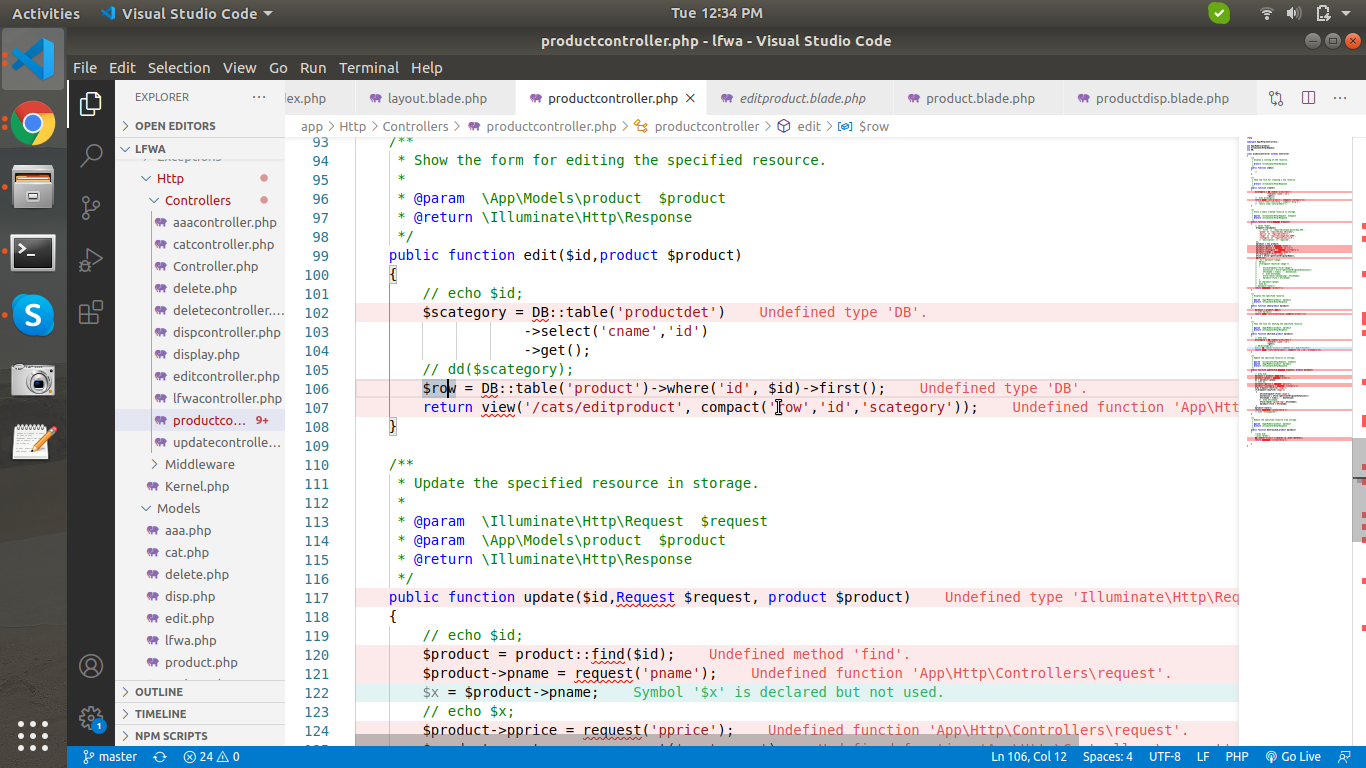 Activities
Visual Studio Code
Tue 12:34 PM
productcontroller.php - lfwa - Visual Studio Code
File Edit Selection View Go Run Terminal Help
EXPLORER
OPEN EDITORS
LFWA
Http
Controllers
aaacontroller.php
catcontroller.php
Controller.php
delete.php
deletecontroller....
dispcontroller.php
display.php
editcontroller.php
lfwacontroller.php
productco... 9+
updatecontrolle...
Middleware
Kernel.php
Models
aaa.php
cat.php
delete.php
disp.php
edit.php
lfwa.php
product.php
OUTLINE
TIMELINE
NPM SCRIPTS
layout.blade.php
productcontroller.php
editproduct.blade.php
product.blade.php
productdisp.blade.php
app > Http > Controllers > productcontroller.php > productcontroller > edit > $row
93 /**
94 * Show the form for editing the specified resource.
95 *
96 * @param  \App\Models\product  $product
97 * @return \Illuminate\Http\Response
98 */
99 public function edit($id,product $product)
100 {
101 // echo $id;
102 $scategory = DB::table('productdet') Undefined type 'DB'.
103 ->select('cname','id')
104 ->get();
105 // dd($scategory);
106 $row = DB::table('product')->where('id', $id)->first(); Undefined type 'DB'.
107 return view('/cats/editproduct', compact('row','id','scategory')); Undefined function 'App\Htt
108 }
109
110 /**
111 * Update the specified resource in storage.
112 *
113 * @param  \Illuminate\Http\Request  $request
114 * @param  \App\Models\product  $product
115 * @return \Illuminate\Http\Response
116 */
117 public function update($id,Request $request, product $product) Undefined type 'Illuminate\Http\Req
118 {
119 // echo $id;
120 $product = product::find($id); Undefined method 'find'.
121 $product->pname = request('pname'); Undefined function 'App\Http\Controllers\request'.
122 $x = $product->pname; Symbol '$x' is declared but not used.
123 // echo $x;
124 $product->pprice = request('pprice'); Undefined function 'App\Http\Controllers\request'.
master
24 0
Ln 106, Col 12
Spaces: 4
UTF-8
LF
PHP
Go Live
1